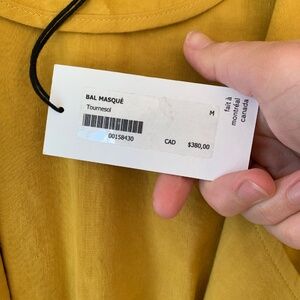 BAL MASQUÉ
Tournesol
M
00158430
CAD $380,00
fait à
montréal
canada